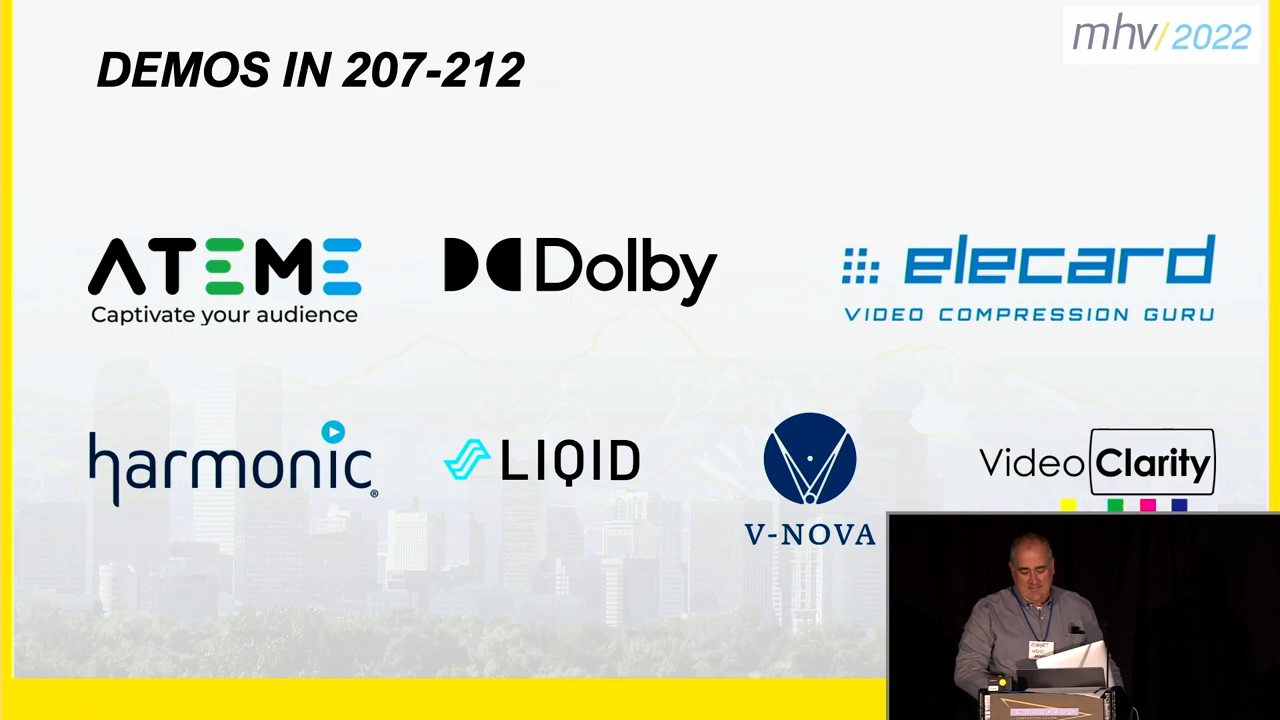 mhv/2022
DEMOS IN 207-212
ATEME
Captivate your audience
Dolby
elecard
VIDEO COMPRESSION GURU
harmonic®
LIQID
V-NOVA
Video Clarity